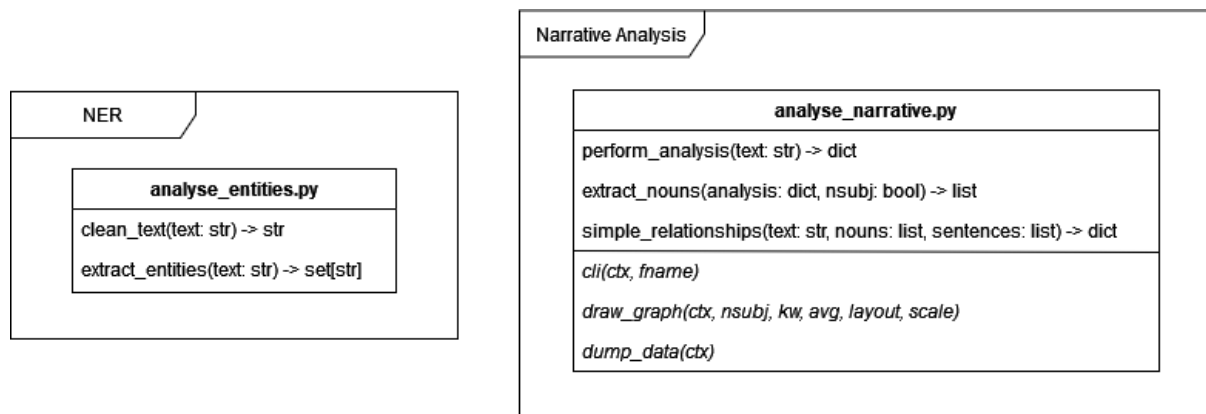 NER
analyse_entities.py
clean_text(text: str) -> str
extract_entities(text: str) -> set[str]
Narrative Analysis
analyse_narrative.py
perform_analysis(text: str) -> dict
extract_nouns(analysis: dict, nsubj: bool) -> list
simple_relationships(text: str, nouns: list, sentences: list) -> dict
cli(ctx, fname)
draw_graph(ctx, nsubj, kw, avg, layout, scale)
dump_data(ctx)